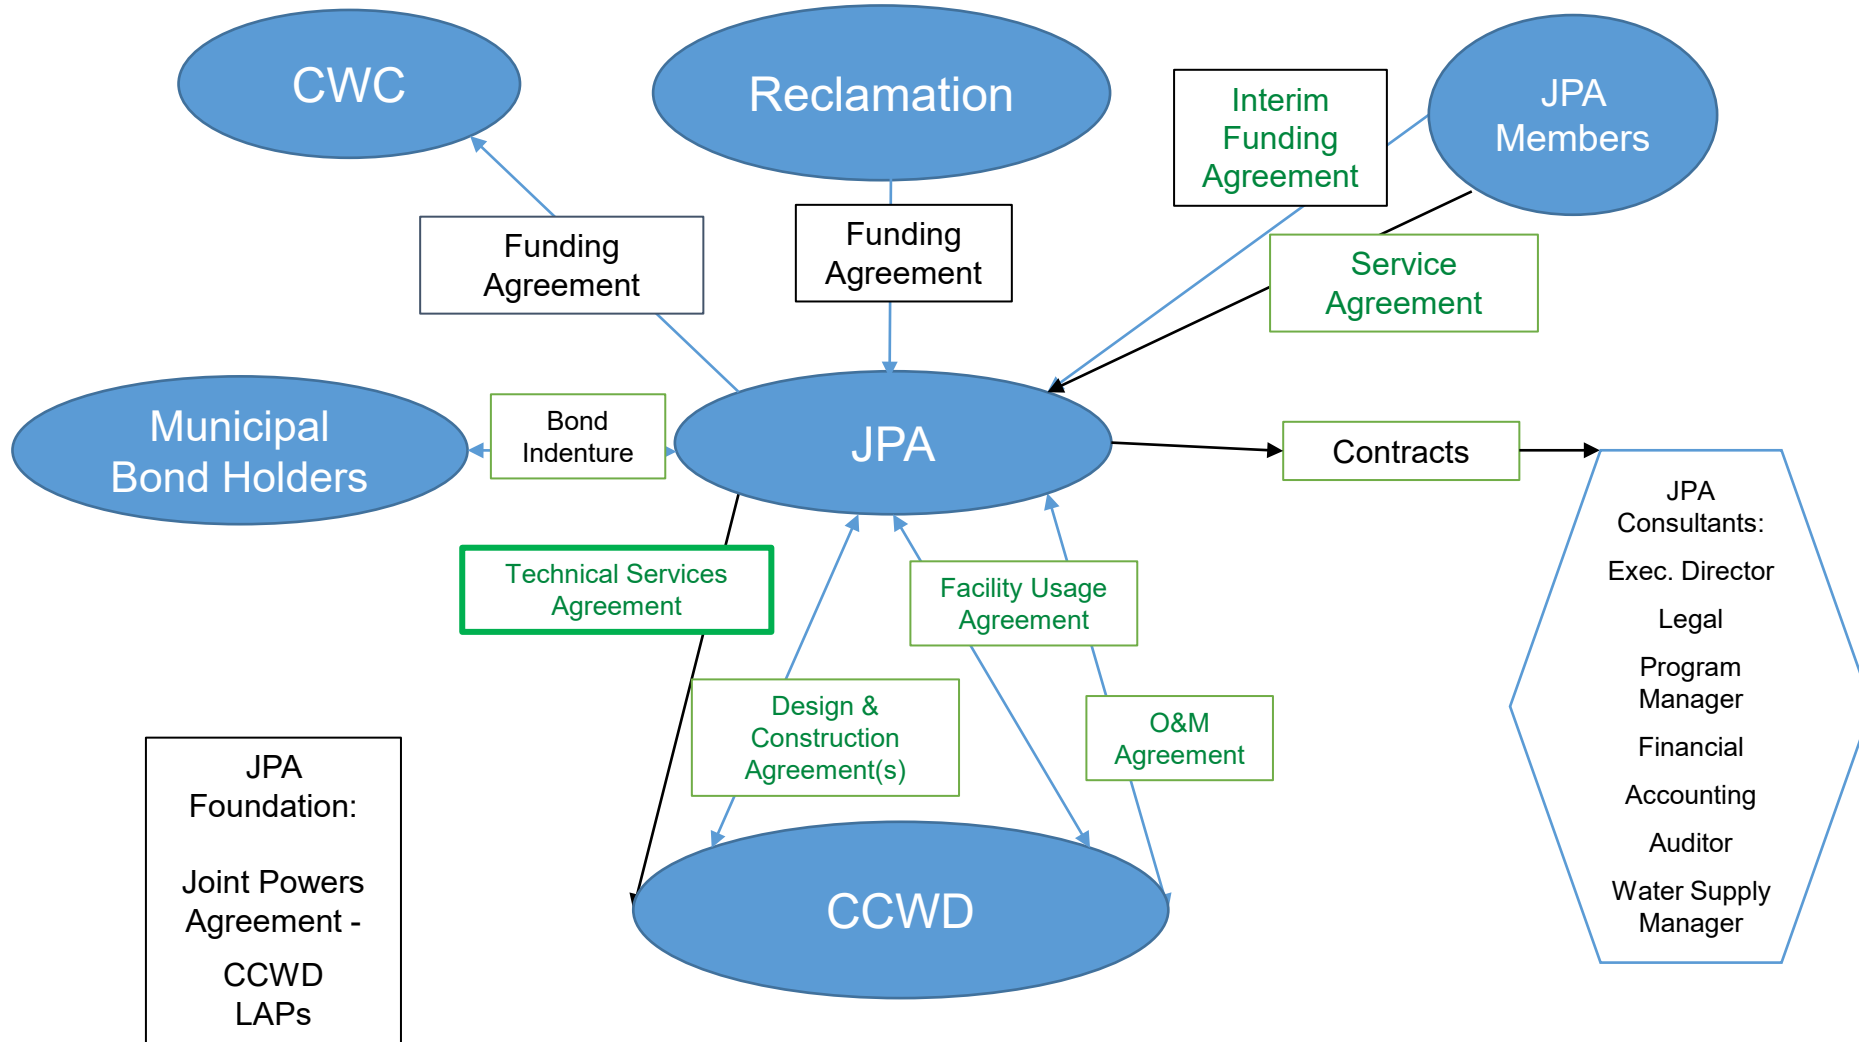 CWC
Reclamation
JPA
Members
Interim
Funding
Agreement
Funding
Agreement
Funding
Agreement
Service
Agreement
Municipal
Bond Holders
Bond
Indenture
JPA
Contracts
JPA
Consultants:
Exec. Director
Legal
Program
Manager
Financial
Accounting
Auditor
Water Supply
Manager
Technical Services
Agreement
Facility Usage
Agreement
Design &
Construction
Agreement(s)
O&M
Agreement
JPA
Foundation:
Joint Powers
Agreement -
CCWD
LAPs
CCWD